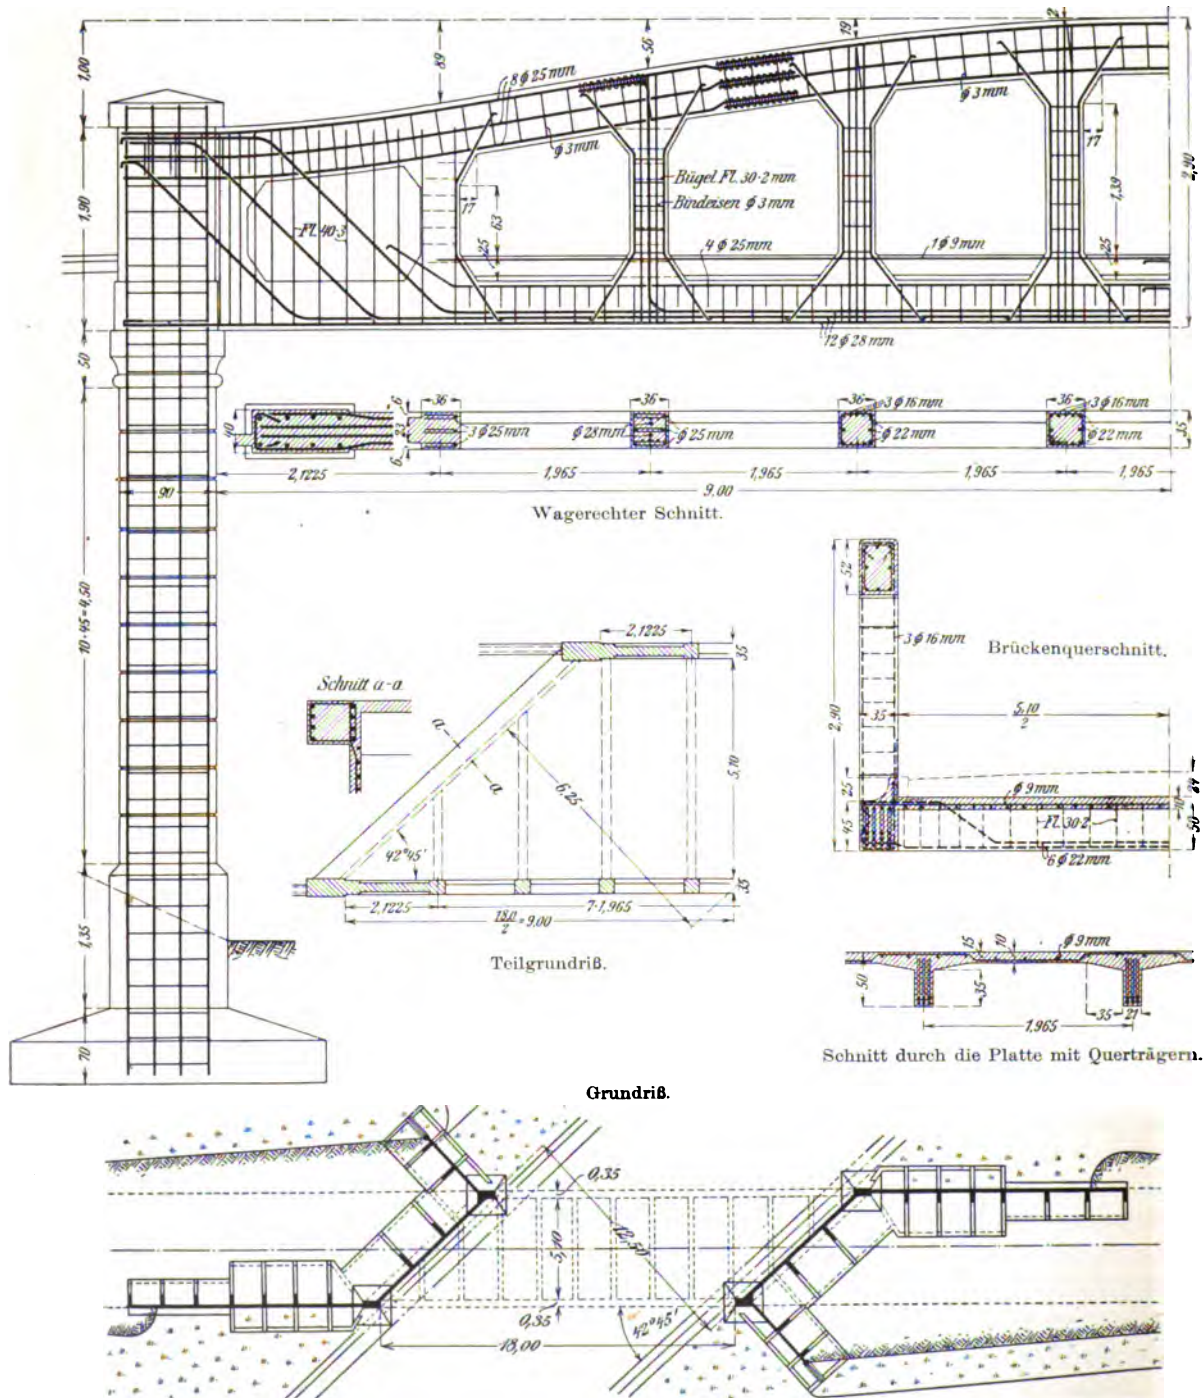 1,00
89
56
19
2
8 ϕ 25 mm
ϕ 3 mm
ϕ 3 mm
17
17
1,90
2,90
Bügel Fl. 30·2 mm
Bindeisen ϕ 3 mm
63
1,39
Fl. 40·3
25
25
4 ϕ 25 mm
1 ϕ 9 mm
12 ϕ 28 mm
50
36
36
36
36
3 ϕ 16 mm
3 ϕ 16 mm
6
40
23
6
3 ϕ 25 mm
ϕ 28 mm
ϕ 25 mm
ϕ 22 mm
ϕ 22 mm
35
2,1225
1,965
1,965
1,965
1,965
90
9,00
Wagerechter Schnitt.
10·45=4,50
52
2,1225
3 ϕ 16 mm
Brückenquerschnitt.
35
Schnitt a-a
a
a
2,90
35
5,10
2
5,10
6,25
25
ϕ 9 mm
10
45
Fl. 30·2
50
6 ϕ 22 mm
42°45'
35
2,1225
7·1,965
18,0
2
= 9,00
1,35
Teilgrundriß.
15
10
ϕ 9 mm
50
35
35
21
1,965
70
Schnitt durch die Platte mit Querträgern.
Grundriß.
0,35
5,10
12,50
0,35
42°45'
18,00